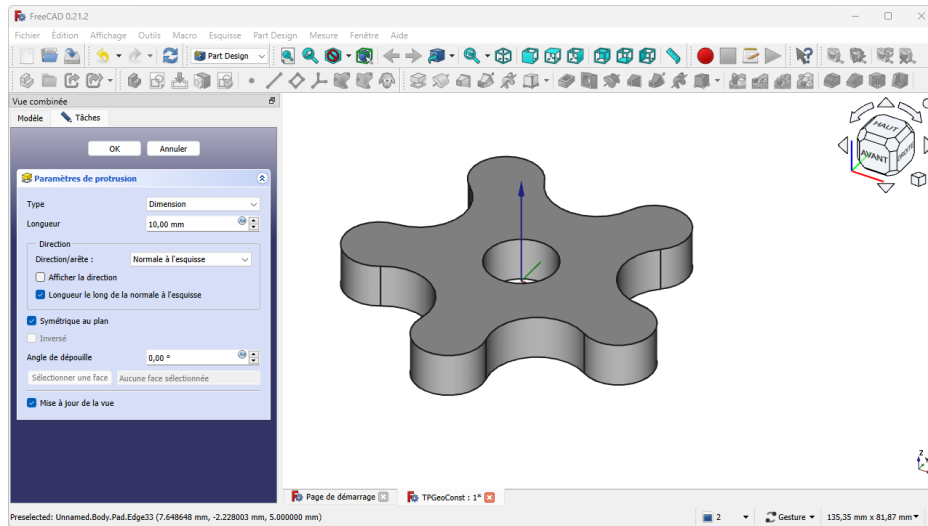 FreeCAD 0.21.2
Fichier Édition Affichage Outils Macro Esquisse Part Design Mesure Fenêtre Aide
Part Design
Vue combinée
Modèle Tâches
OK Annuler
Paramètres de protrusion
Type Dimension
Longueur 10,00 mm
Direction
Direction/arête : Normale à l'esquisse
Afficher la direction
Longueur le long de la normale à l'esquisse
Symétrique au plan
Inversé
Angle de dépouille 0,00 °
Sélectionner une face Aucune face sélectionnée
Mise à jour de la vue
HAUT
AVANT DROITE
Z
Y
Page de démarrage TPGeoConst : 1*
Preselected: Unnamed.Body.Pad.Edge33 (7.648648 mm, -2.228003 mm, 5.000000 mm) 2 Gesture 135,35 mm x 81,87 mm